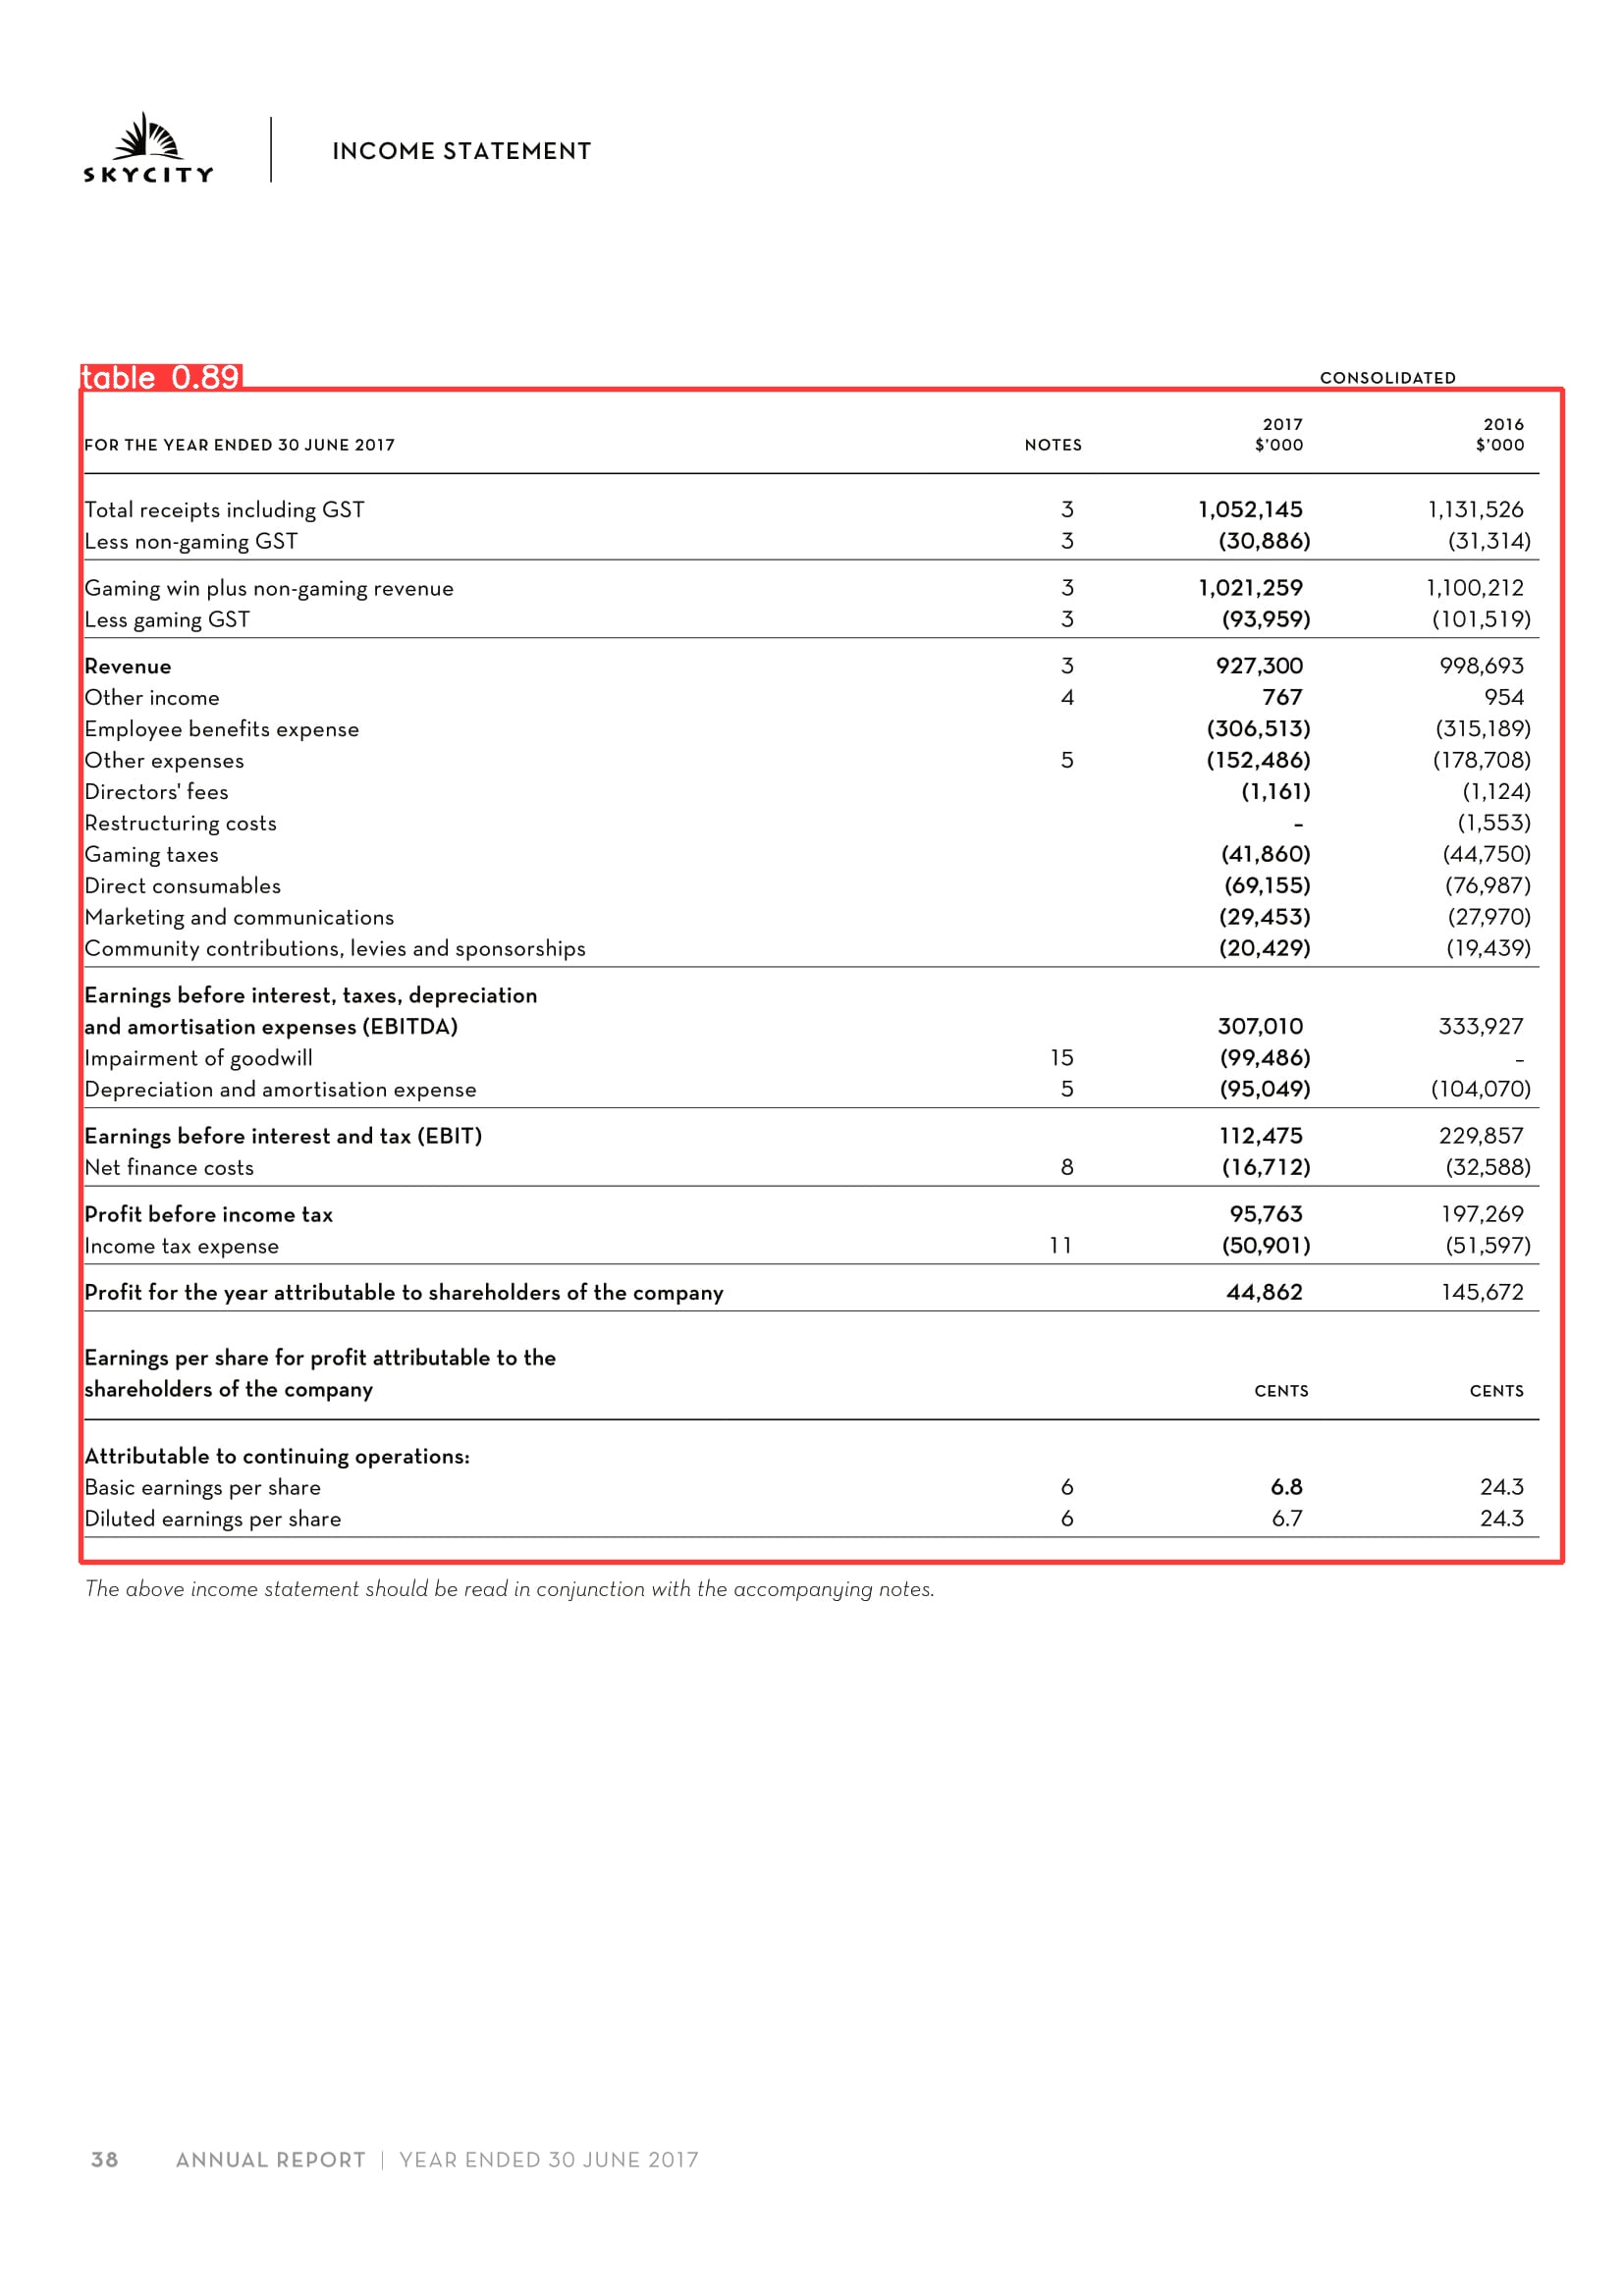 SKYCITY
INCOME STATEMENT
table 0.89
CONSOLIDATED
FOR THE YEAR ENDED 30 JUNE 2017 NOTES 2017 $'000 2016 $'000
Total receipts including GST 3 1,052,145 1,131,526
Less non-gaming GST 3 (30,886) (31,314)
Gaming win plus non-gaming revenue 3 1,021,259 1,100,212
Less gaming GST 3 (93,959) (101,519)
Revenue 3 927,300 998,693
Other income 4 767 954
Employee benefits expense (306,513) (315,189)
Other expenses 5 (152,486) (178,708)
Directors' fees (1,161) (1,124)
Restructuring costs – (1,553)
Gaming taxes (41,860) (44,750)
Direct consumables (69,155) (76,987)
Marketing and communications (29,453) (27,970)
Community contributions, levies and sponsorships (20,429) (19,439)
Earnings before interest, taxes, depreciation
and amortisation expenses (EBITDA) 307,010 333,927
Impairment of goodwill 15 (99,486) –
Depreciation and amortisation expense 5 (95,049) (104,070)
Earnings before interest and tax (EBIT) 112,475 229,857
Net finance costs 8 (16,712) (32,588)
Profit before income tax 95,763 197,269
Income tax expense 11 (50,901) (51,597)
Profit for the year attributable to shareholders of the company 44,862 145,672
Earnings per share for profit attributable to the
shareholders of the company CENTS CENTS
Attributable to continuing operations:
Basic earnings per share 6 6.8 24.3
Diluted earnings per share 6 6.7 24.3
The above income statement should be read in conjunction with the accompanying notes.
38 ANNUAL REPORT | YEAR ENDED 30 JUNE 2017